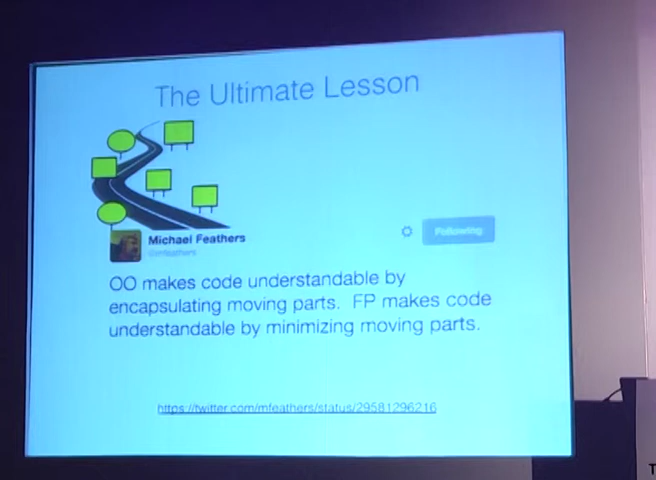 The Ultimate Lesson
Michael Feathers
@mfeathers
Following
OO makes code understandable by
encapsulating moving parts.  FP makes code
understandable by minimizing moving parts.
https://twitter.com/mfeathers/status/29581296216
T